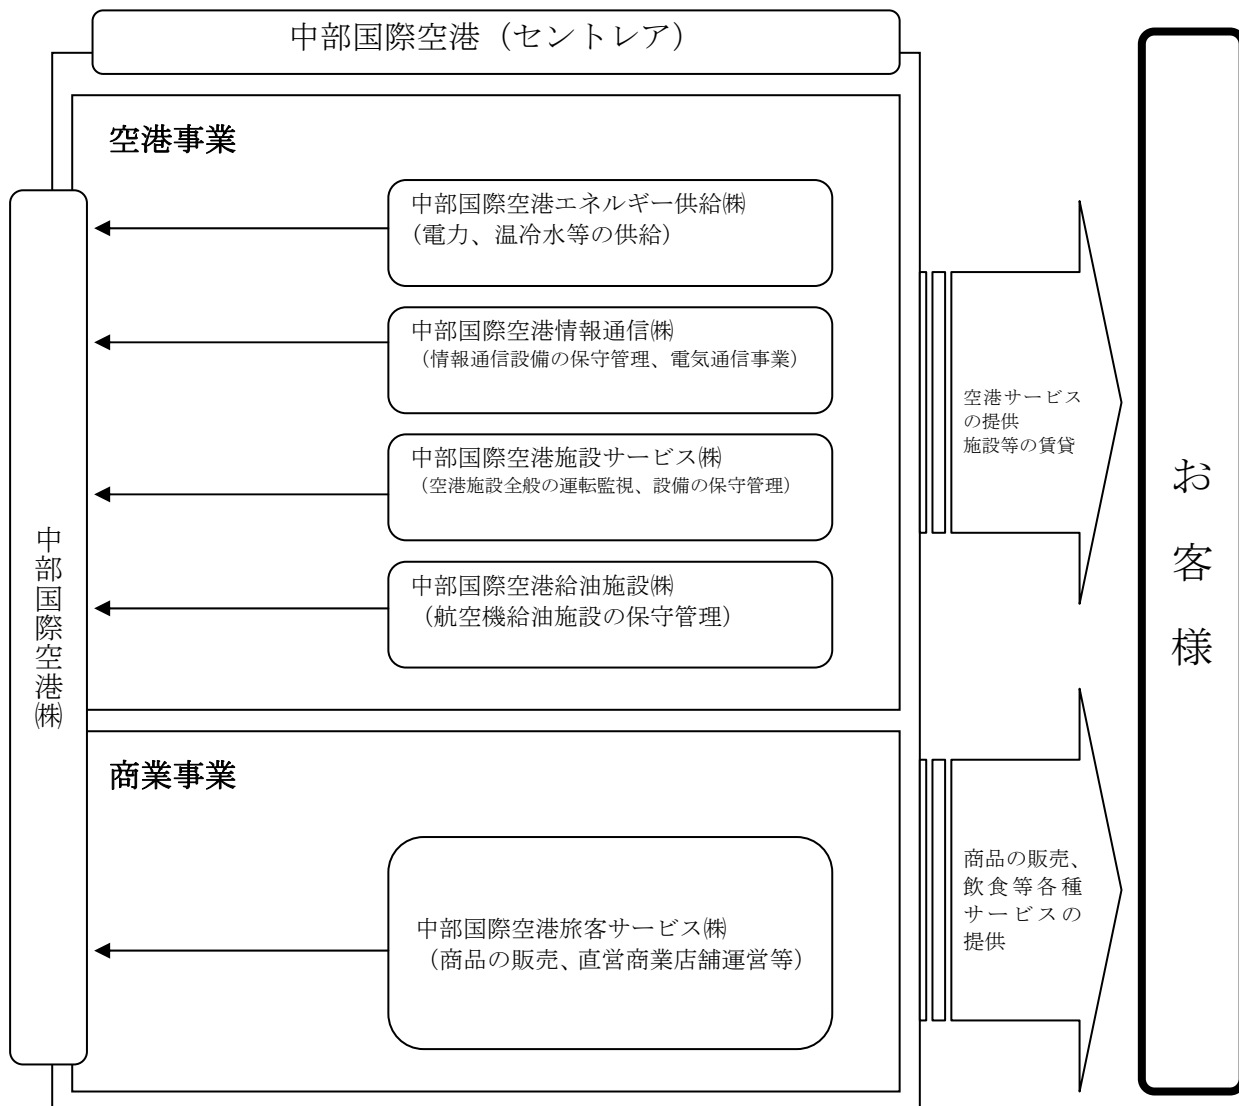 中部国際空港（セントレア）
空港事業
中部国際空港エネルギー供給㈱
（電力、温冷水等の供給）
中部国際空港情報通信㈱
（情報通信設備の保守管理、電気通信事業）
中部国際空港施設サービス㈱
（空港施設全般の運転監視、設備の保守管理）
中部国際空港給油施設㈱
（航空機給油施設の保守管理）
中部国際空港㈱
商業事業
中部国際空港旅客サービス㈱
（商品の販売、直営商業店舗運営等）
空港サービス
の提供
施設等の賃貸
商品の販売、
飲食等各種
サービスの
提供
お客様